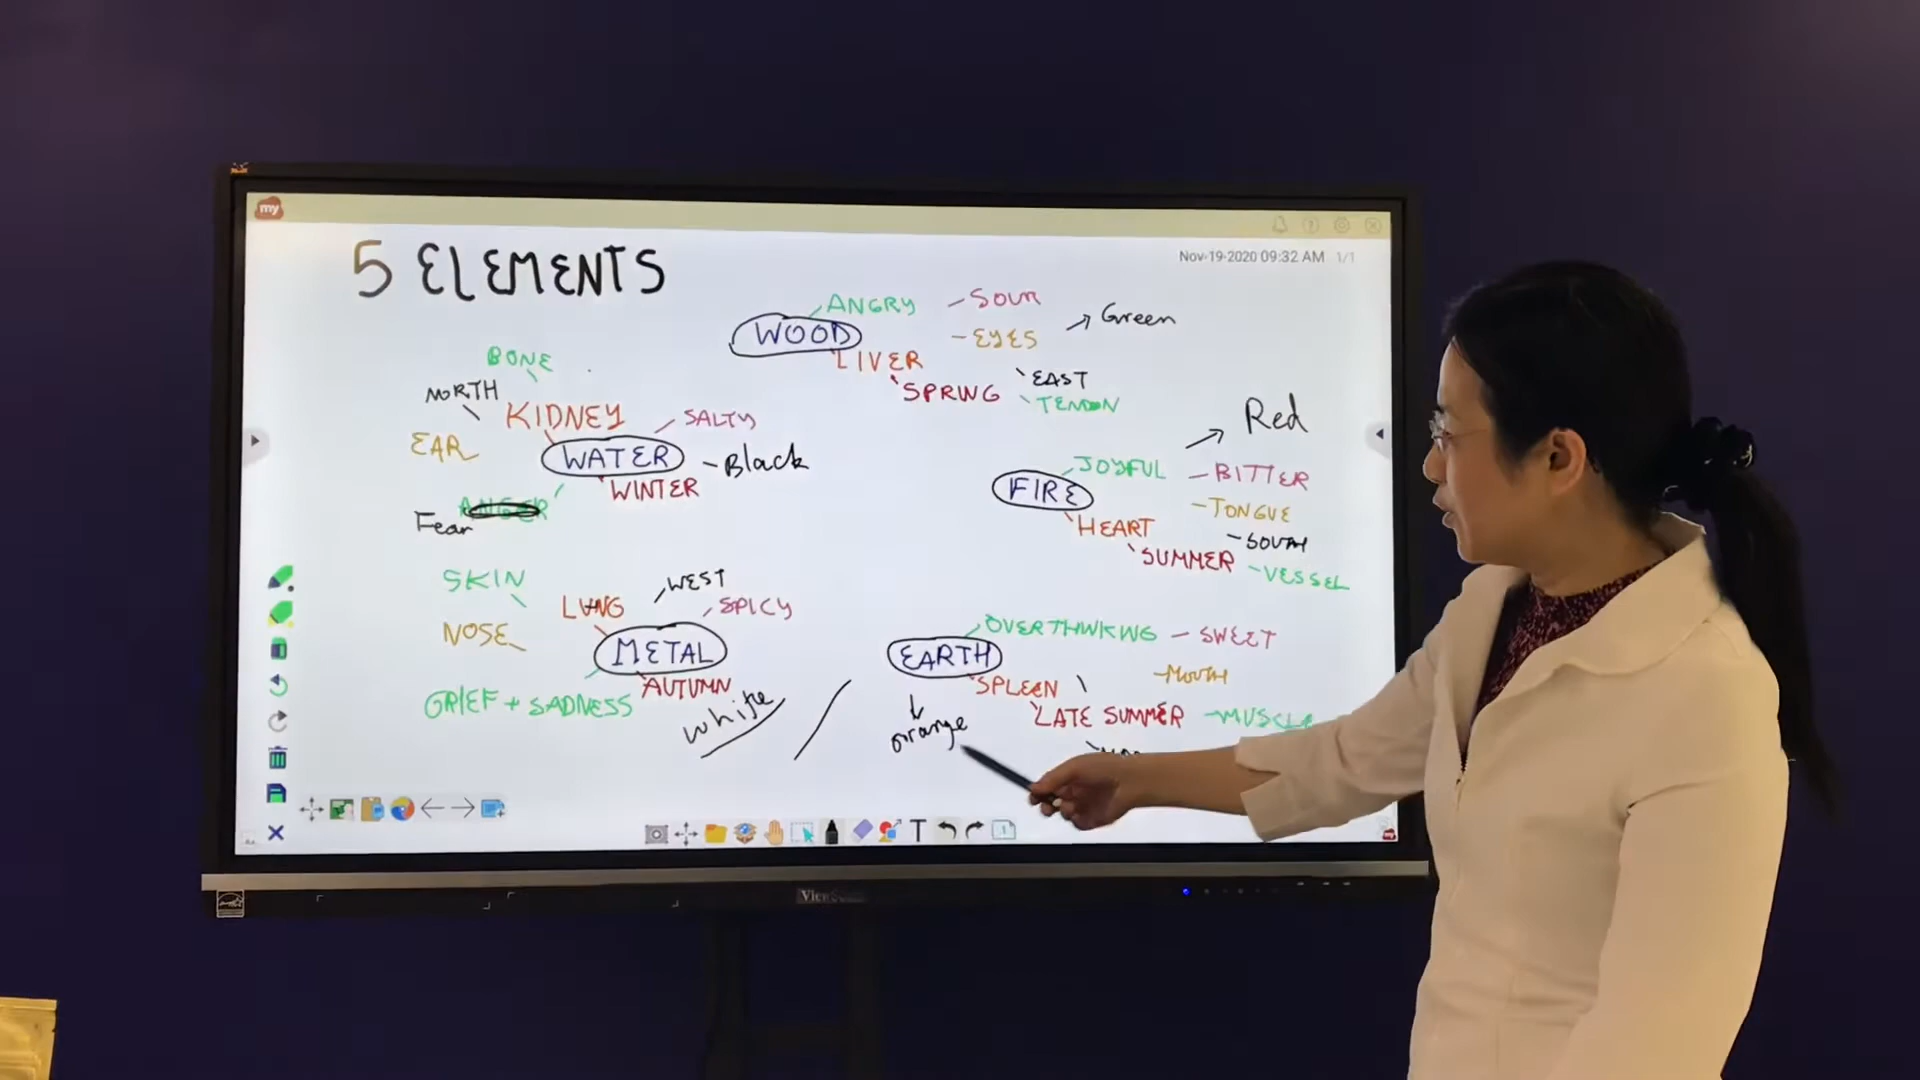 my
Nov-19-2020 09:32 AM 1/1
5 ELEMENTS
WOOD
ANGRY
SOUR
EYES
Green
LIVER
SPRING
EAST
TENDON
BONE
NORTH
KIDNEY
SALTY
EAR
WATER
Black
WINTER
ANGER
Fear
Red
FIRE
JOYFUL
BITTER
TONGUE
HEART
SOUTH
SUMMER
VESSEL
SKIN
LUNG
WEST
SPICY
NOSE
METAL
AUTUMN
GRIEF + SADNESS
white
EARTH
OVERTHINKING
SWEET
MOUTH
SPLEEN
LATE SUMMER
MUSCLE
orange
T